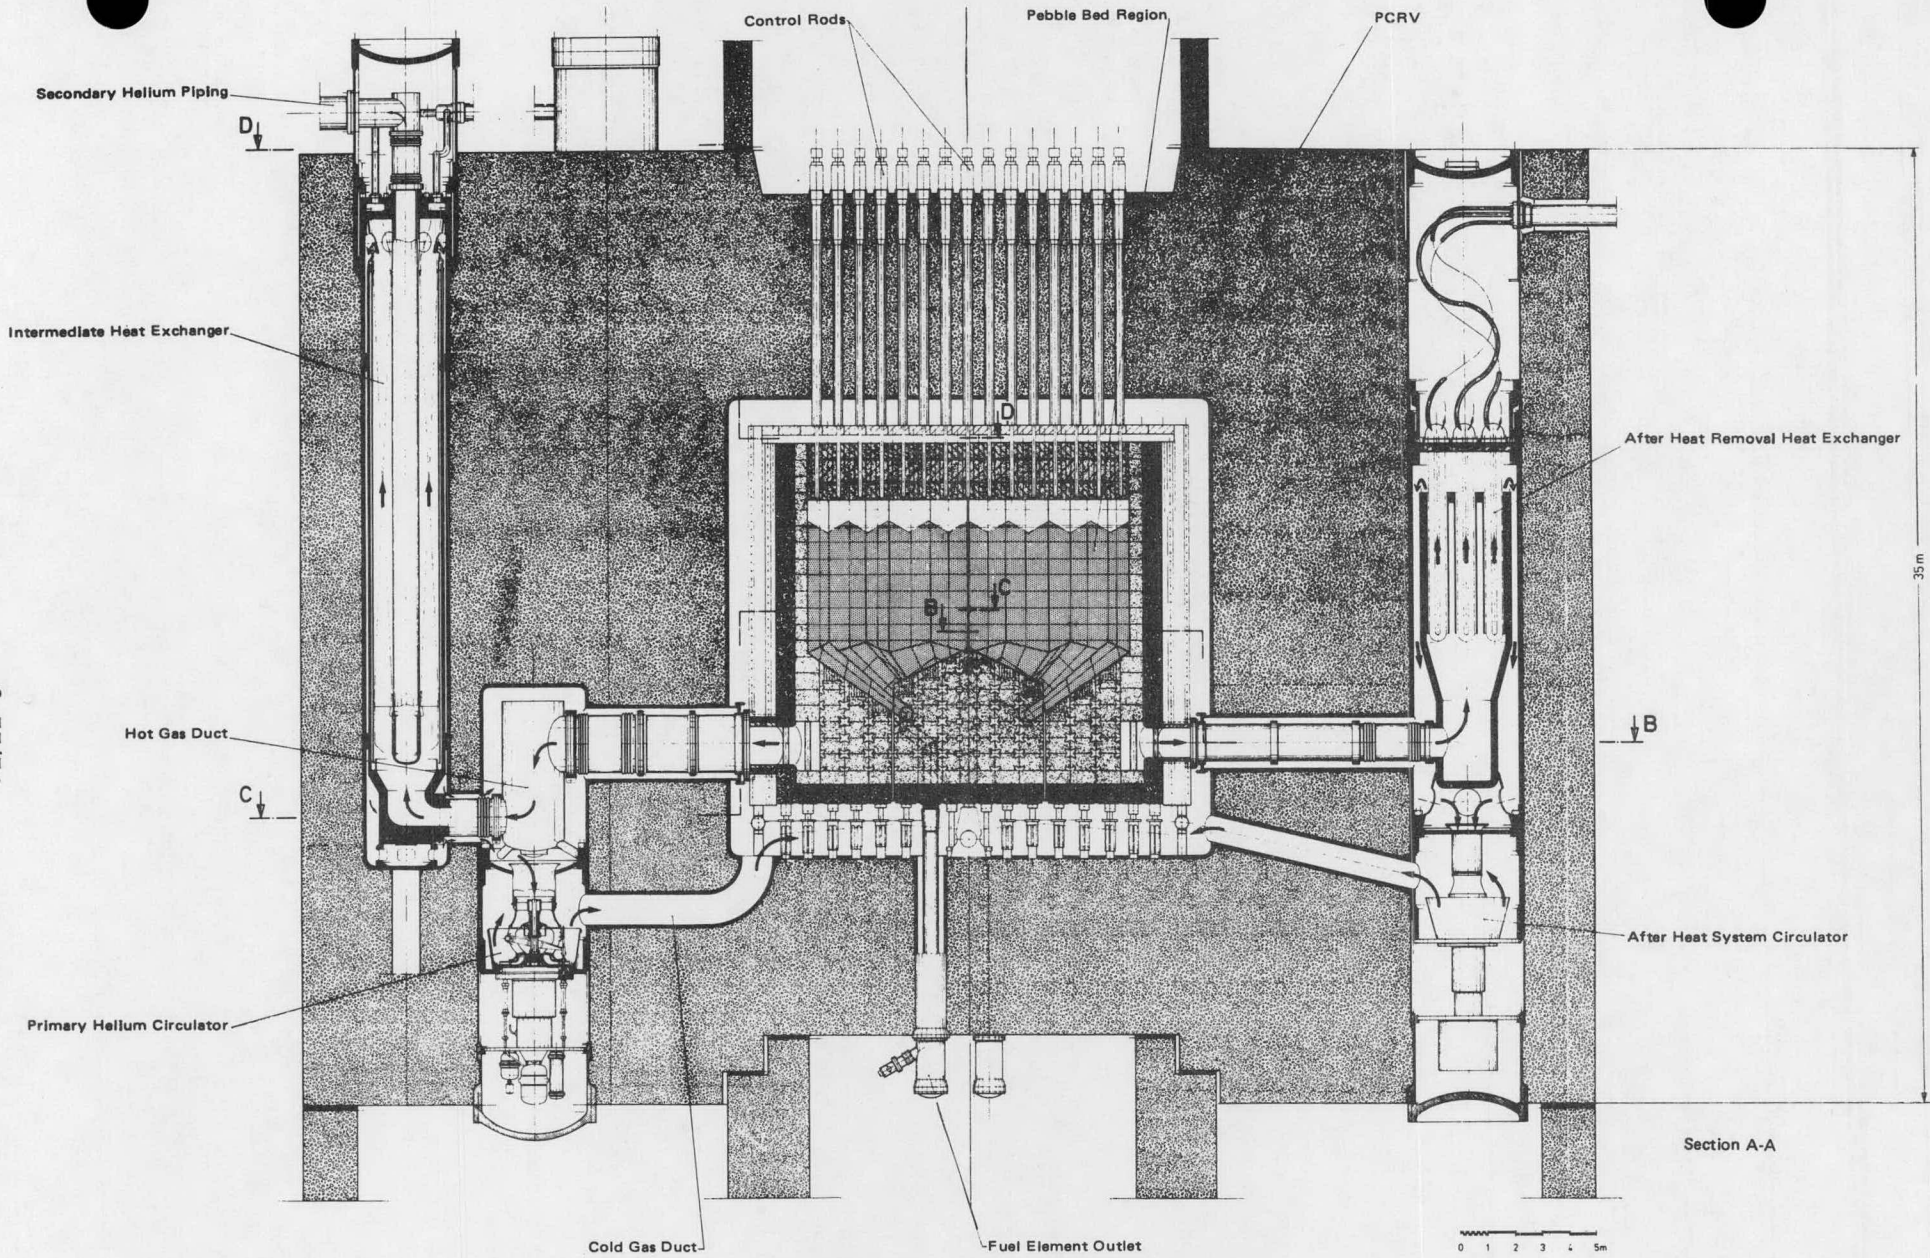 Control Rods
Pebble Bed Region
PCRV
Secondary Helium Piping
D
D
Intermediate Heat Exchanger
After Heat Removal Heat Exchanger
35m
C
B
Hot Gas Duct
B
C
After Heat System Circulator
Primary Helium Circulator
Section A-A
Cold Gas Duct
Fuel Element Outlet
0 1 2 3 4 5m